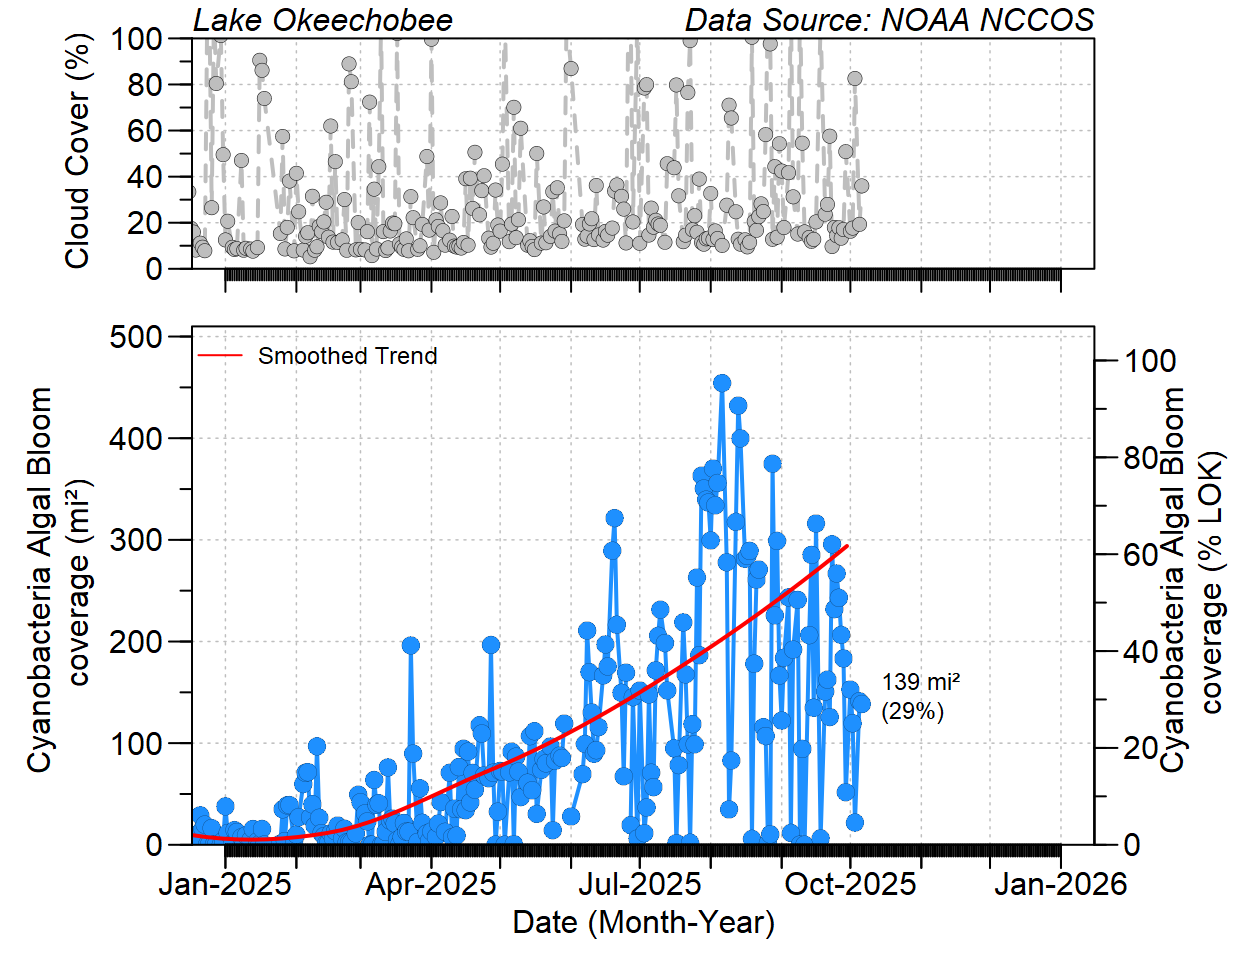 Lake Okeechobee
Data Source: NOAA NCCOS
Cloud Cover (%)
100
80
60
40
20
0
Smoothed Trend
Cyanobacteria Algal Bloom
coverage (mi²)
500
400
300
200
100
0
139 mi²
(29%)
100
80
60
40
20
0
Cyanobacteria Algal Bloom
coverage (% LOK)
Jan-2025
Apr-2025
Jul-2025
Oct-2025
Jan-2026
Date (Month-Year)